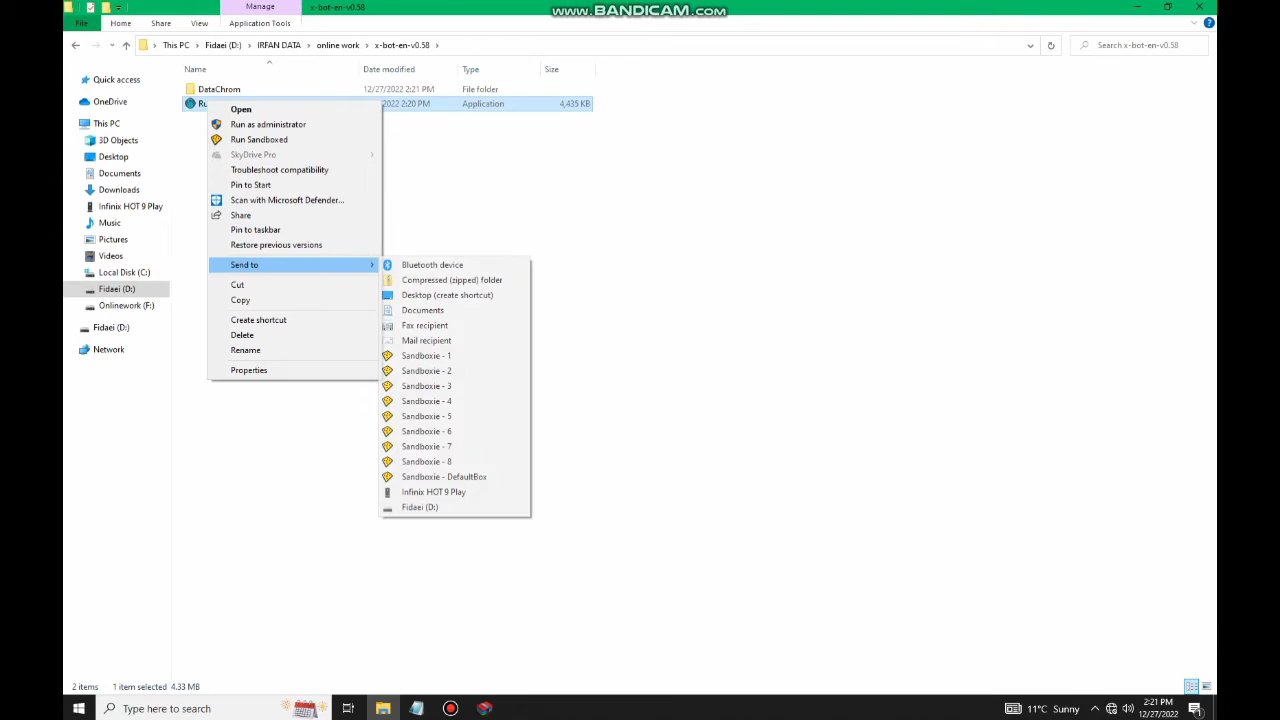 Manage
x-bot-en-v0.58
www.BANDICAM.com
File
Home
Share
View
Application Tools
This PC
Fidaei (D:)
IRFAN DATA
online work
x-bot-en-v0.58
Search x-bot-en-v0.58
Name
Date modified
Type
Size
DataChrom
12/27/2022 2:21 PM
File folder
2022 2:20 PM
Application
4,435 KB
Quick access
OneDrive
This PC
3D Objects
Desktop
Documents
Downloads
Infinix HOT 9 Play
Music
Pictures
Videos
Local Disk (C:)
Fidaei (D:)
Onlinework (F:)
Fidaei (D:)
Network
Open
Run as administrator
Run Sandboxed
SkyDrive Pro
Troubleshoot compatibility
Pin to Start
Scan with Microsoft Defender...
Share
Pin to taskbar
Restore previous versions
Send to
Cut
Copy
Create shortcut
Delete
Rename
Properties
Bluetooth device
Compressed (zipped) folder
Desktop (create shortcut)
Documents
Fax recipient
Mail recipient
Sandboxie - 1
Sandboxie - 2
Sandboxie - 3
Sandboxie - 4
Sandboxie - 5
Sandboxie - 6
Sandboxie - 7
Sandboxie - 8
Sandboxie - DefaultBox
Infinix HOT 9 Play
Fidaei (D:)
2 items
1 item selected 4.33 MB
Type here to search
11°C Sunny
2:21 PM
12/27/2022